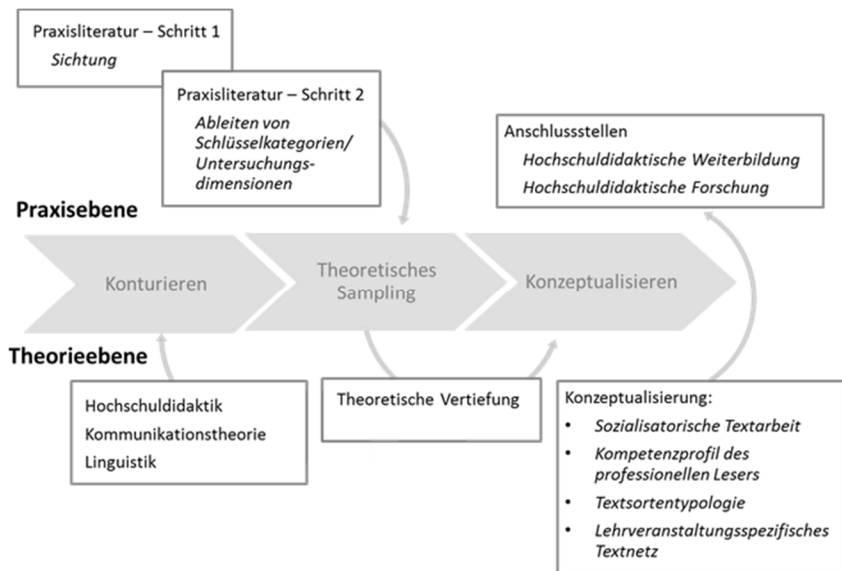 Praxisliteratur – Schritt 1
Sichtung
Praxisliteratur – Schritt 2
Ableiten von
Schlüsselkategorien/
Untersuchungs-
dimensionen
Anschlussstellen
Hochschuldidaktische Weiterbildung
Hochschuldidaktische Forschung
Praxisebene
Konturieren
Theoretisches
Sampling
Konzeptualisieren
Theorieebene
Hochschuldidaktik
Kommunikationstheorie
Linguistik
Theoretische Vertiefung
Konzeptualisierung:
• Sozialisatorische Textarbeit
• Kompetenzprofil des
professionellen Lesers
• Textsortentypologie
• Lehrveranstaltungsspezifisches
Textnetz